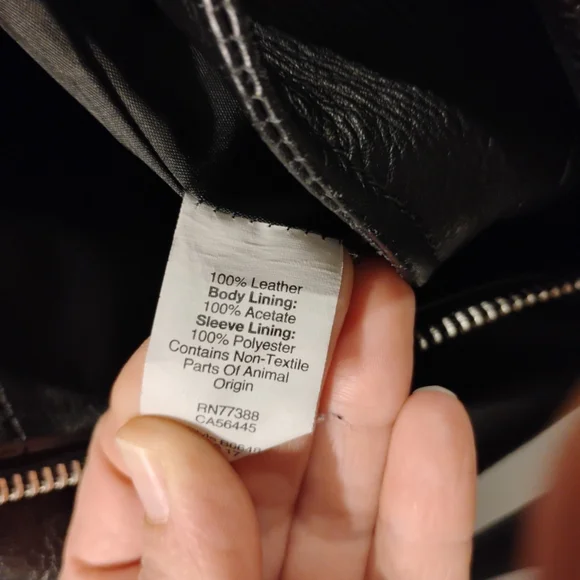 100% Leather
Body Lining:
100% Acetate
Sleeve Lining:
100% Polyester
Contains Non-Textile
Parts Of Animal
Origin
RN77388
CA56445